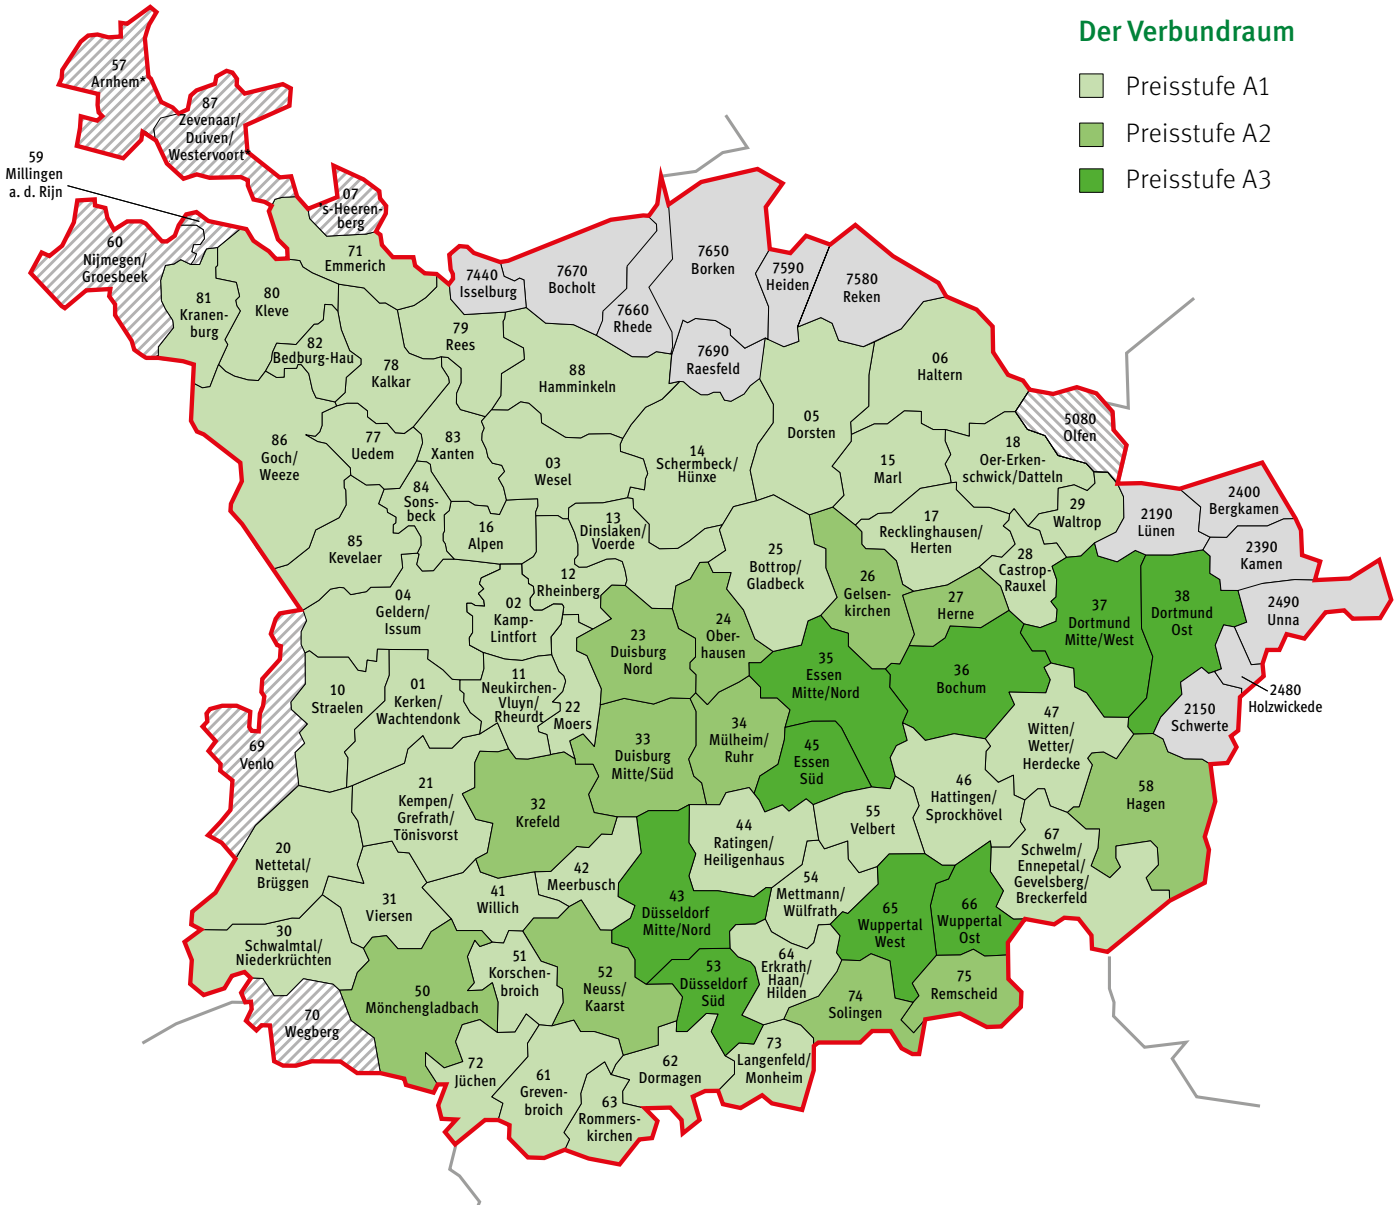 Der Verbundraum
Preisstufe A1
Preisstufe A2
Preisstufe A3
57
Arnhem*
87
Zevenaar/
Duiven/
Westervoort*
59
Millingen
a. d. Rijn
07
's-Heeren-
berg
60
Nijmegen/
Groesbeek
71
Emmerich
7440
Isselburg
7670
Bocholt
7660
Rhede
7650
Borken
7590
Heiden
7580
Reken
7690
Raesfeld
81
Kranen-
burg
80
Kleve
82
Bedburg-Hau
78
Kalkar
79
Rees
88
Hamminkeln
06
Haltern
05
Dorsten
5080
Olfen
86
Goch/
Weeze
77
Uedem
83
Xanten
03
Wesel
14
Schermbeck/
Hünxe
15
Marl
18
Oer-Erken-
schwick/Datteln
84
Sons-
beck
16
Alpen
13
Dinslaken/
Voerde
29
Waltrop
2190
Lünen
2400
Bergkamen
17
Recklinghausen/
Herten
85
Kevelaer
25
Bottrop/
Gladbeck
28
Castrop-
Rauxel
2390
Kamen
26
Gelsen-
kirchen
12
Rheinberg
04
Geldern/
Issum
02
Kamp-
Lintfort
27
Herne
37
Dortmund
Mitte/West
38
Dortmund
Ost
2490
Unna
23
Duisburg
Nord
24
Ober-
hausen
35
Essen
Mitte/Nord
36
Bochum
2480
Holzwickede
10
Straelen
01
Kerken/
Wachtendonk
11
Neukirchen-
Vluyn/
Rheurdt
22
Moers
2150
Schwerte
69
Venlo
33
Duisburg
Mitte/Süd
34
Mülheim/
Ruhr
45
Essen
Süd
47
Witten/
Wetter/
Herdecke
21
Kempen/
Grefrath/
Tönisvorst
32
Krefeld
46
Hattingen/
Sprockhövel
58
Hagen
20
Nettetal/
Brüggen
44
Ratingen/
Heiligenhaus
55
Velbert
67
Schwelm/
Ennepetal/
Gevelsberg/
Breckerfeld
42
Meerbusch
31
Viersen
41
Willich
43
Düsseldorf
Mitte/Nord
54
Mettmann/
Wülfrath
65
Wuppertal
West
66
Wuppertal
Ost
30
Schwalmtal/
Niederkrüchten
51
Korschen-
broich
52
Neuss/
Kaarst
53
Düsseldorf
Süd
64
Erkrath/
Haan/
Hilden
75
Remscheid
50
Mönchengladbach
74
Solingen
70
Wegberg
72
Jüchen
61
Greven-
broich
62
Dormagen
73
Langenfeld/
Monheim
63
Rommers-
kirchen